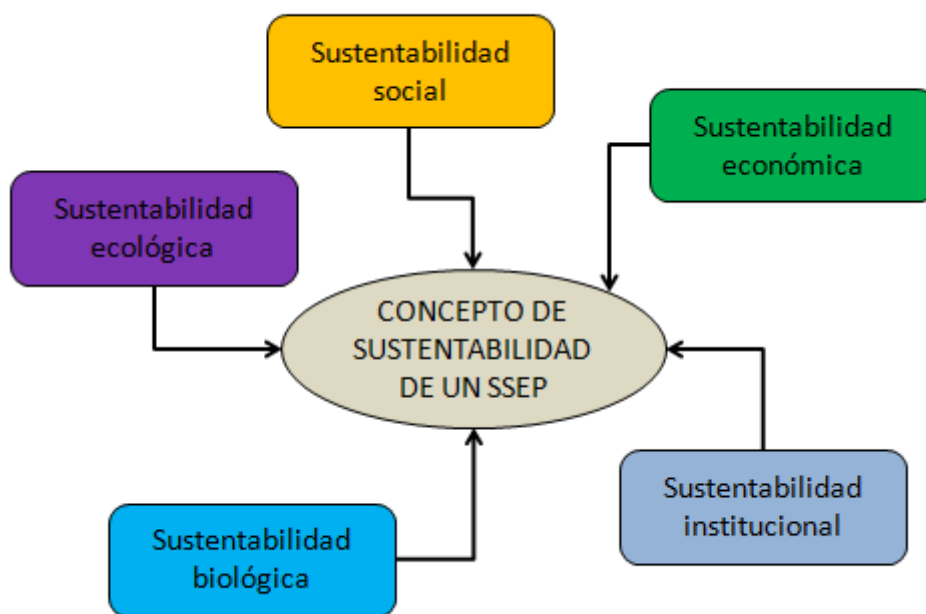 Sustentabilidad
social
Sustentabilidad
económica
Sustentabilidad
ecológica
CONCEPTO DE
SUSTENTABILIDAD
DE UN SSEP
Sustentabilidad
institucional
Sustentabilidad
biológica